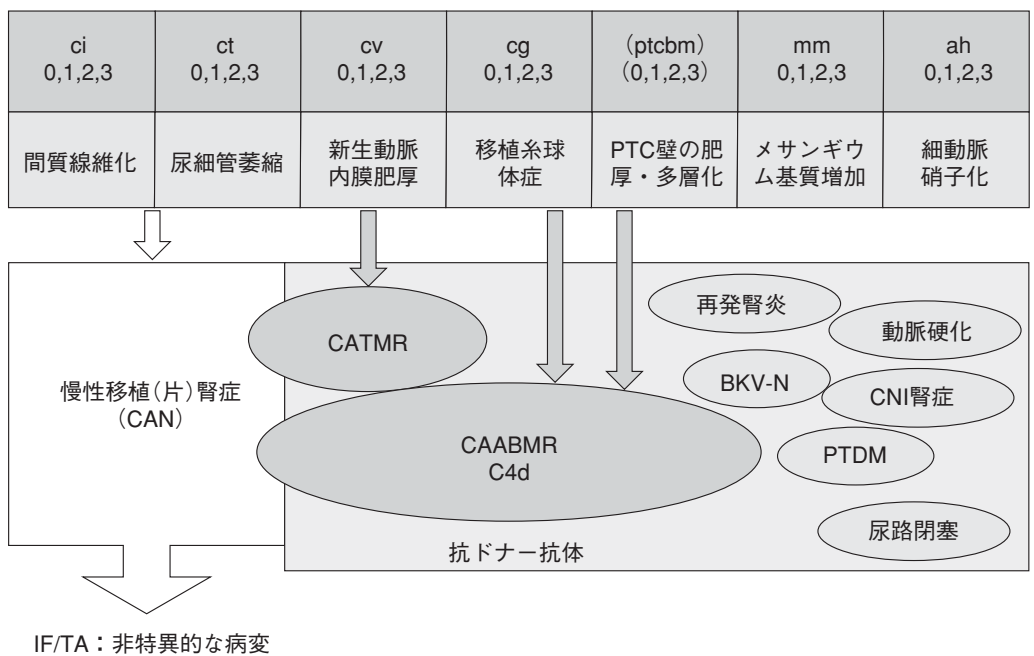 ci
0,1,2,3
ct
0,1,2,3
cv
0,1,2,3
cg
0,1,2,3
(ptcbm)
(0,1,2,3)
mm
0,1,2,3
ah
0,1,2,3
間質線維化
尿細管萎縮
新生動脈
内膜肥厚
移植糸球
体症
PTC壁の肥
厚・多層化
メサンギウ
ム基質増加
細動脈
硝子化
慢性移植(片)腎症
(CAN)
CATMR
CAABMR
C4d
抗ドナー抗体
再発腎炎
動脈硬化
BKV-N
CNI腎症
PTDM
尿路閉塞
IF/TA：非特異的な病変